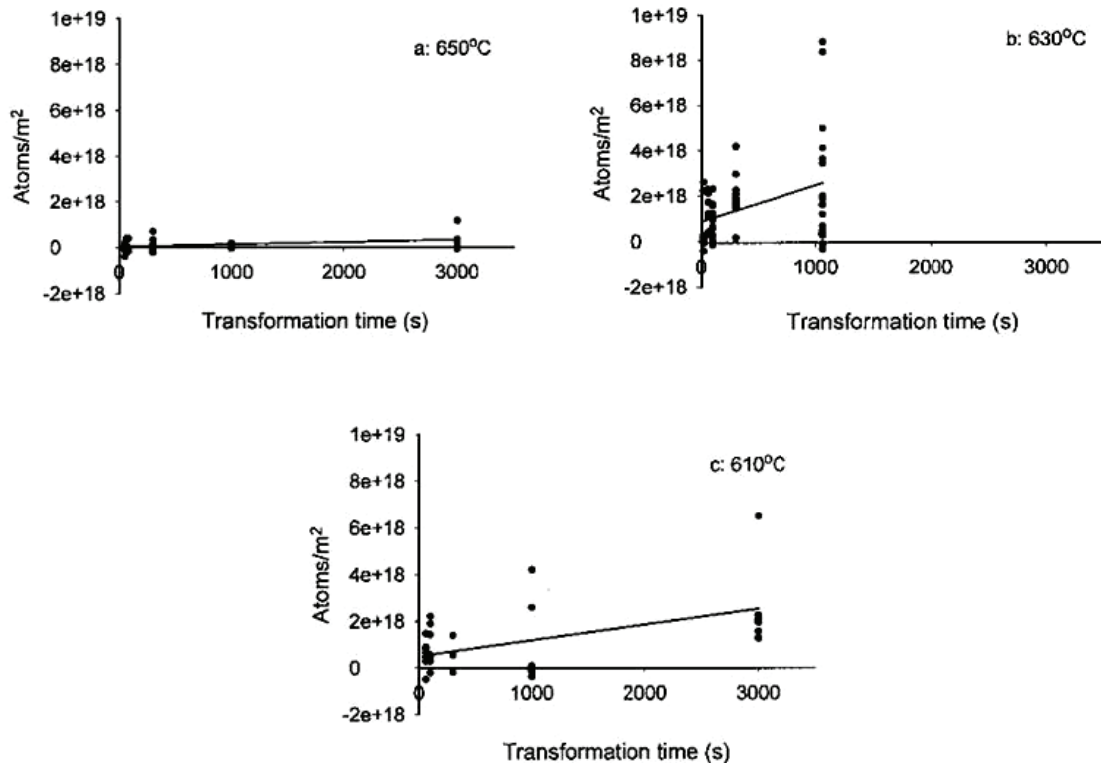 a: 650°C
1e+19
8e+18
6e+18
4e+18
2e+18
0
-2e+18
Atoms/m²
0
1000
2000
3000
Transformation time (s)
b: 630°C
1e+19
8e+18
6e+18
4e+18
2e+18
0
-2e+18
Atoms/m²
0
1000
2000
3000
Transformation time (s)
c: 610°C
1e+19
8e+18
6e+18
4e+18
2e+18
0
-2e+18
Atoms/m²
0
1000
2000
3000
Transformation time (s)